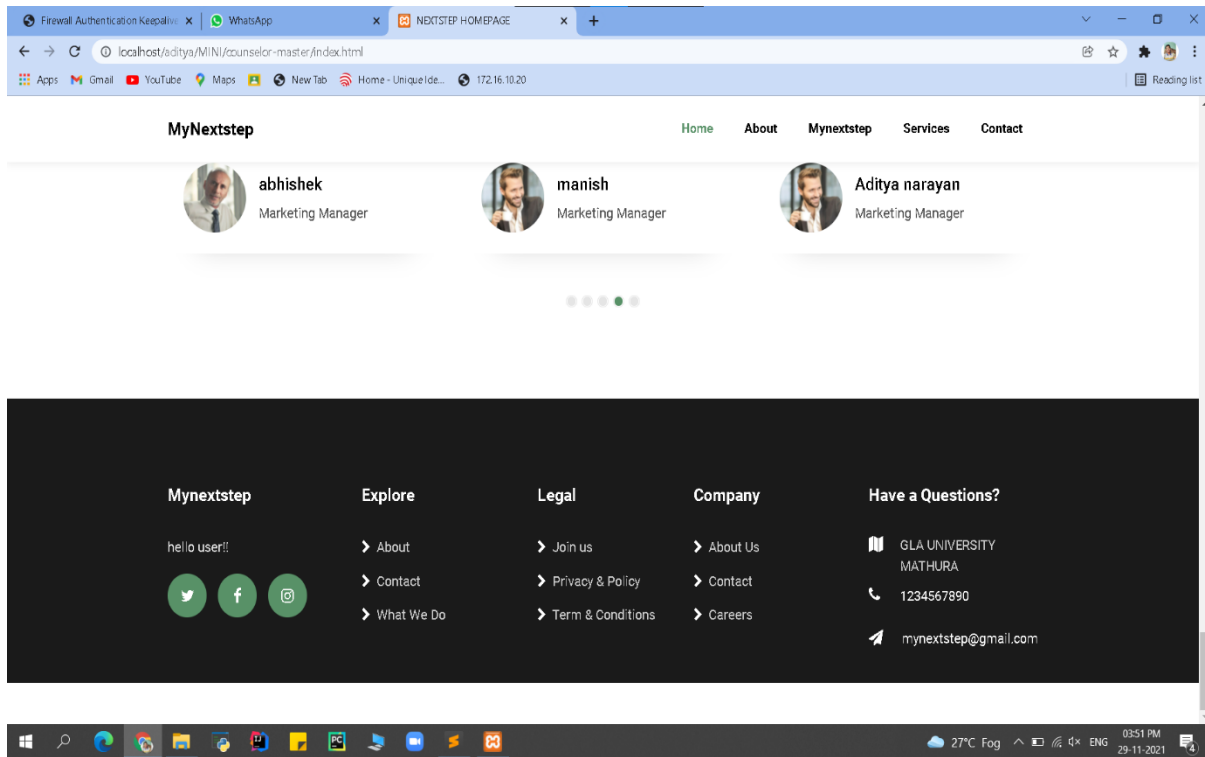 Firewall Authentication Keepalive
WhatsApp
NEXTSTEP HOMEPAGE
localhost/aditya/MINI/counselor-master/index.html
Apps Gmail YouTube Maps New Tab Home - Unique Ide... 172.16.10.20 Reading list
MyNextstep Home About Mynextstep Services Contact
abhishek
Marketing Manager
manish
Marketing Manager
Aditya narayan
Marketing Manager
Mynextstep
hello user!!
Explore
About
Contact
What We Do
Legal
Join us
Privacy & Policy
Term & Conditions
Company
About Us
Contact
Careers
Have a Questions?
GLA UNIVERSITY
MATHURA
1234567890
mynextstep@gmail.com
27°C Fog ENG 03:51 PM
29-11-2021
4